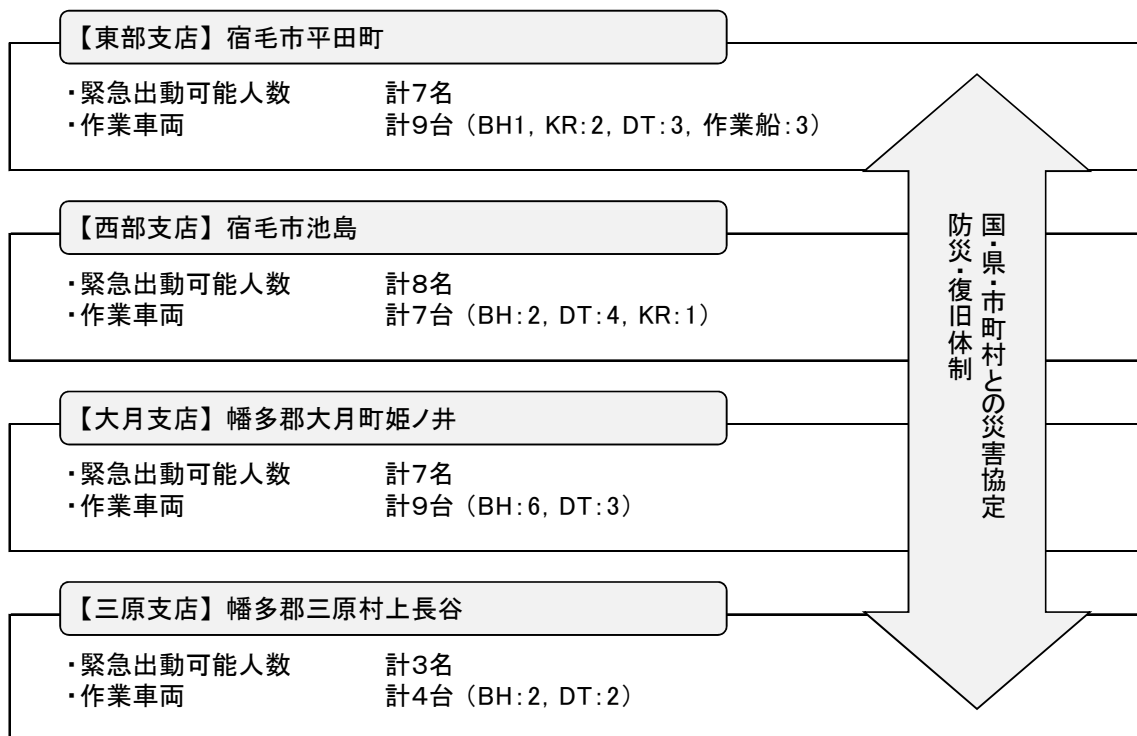 【東部支店】宿毛市平田町
・緊急出動可能人数　計7名
・作業車両　計9台（BH1，KR：2，DT：3，作業船：3）
【西部支店】宿毛市池島
・緊急出動可能人数　計8名
・作業車両　計7台（BH：2，DT：4，KR：1）
【大月支店】幡多郡大月町姫ノ井
・緊急出動可能人数　計7名
・作業車両　計9台（BH：6，DT：3）
【三原支店】幡多郡三原村上長谷
・緊急出動可能人数　計3名
・作業車両　計4台（BH：2，DT：2）
国・県・市町村との災害協定
防災・復旧体制